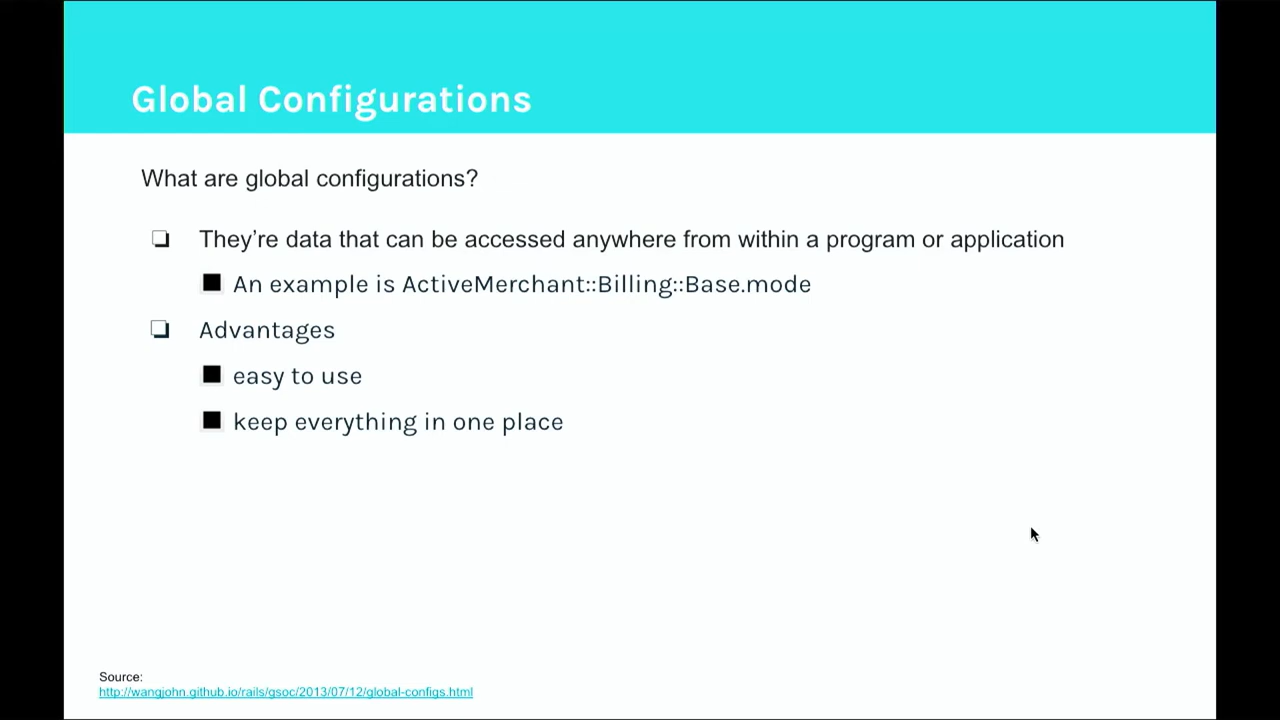 Global Configurations
What are global configurations?
They’re data that can be accessed anywhere from within a program or application
An example is ActiveMerchant::Billing::Base.mode
Advantages
easy to use
keep everything in one place
Source:
http://wangjohn.github.io/rails/gsoc/2013/07/12/global-configs.html